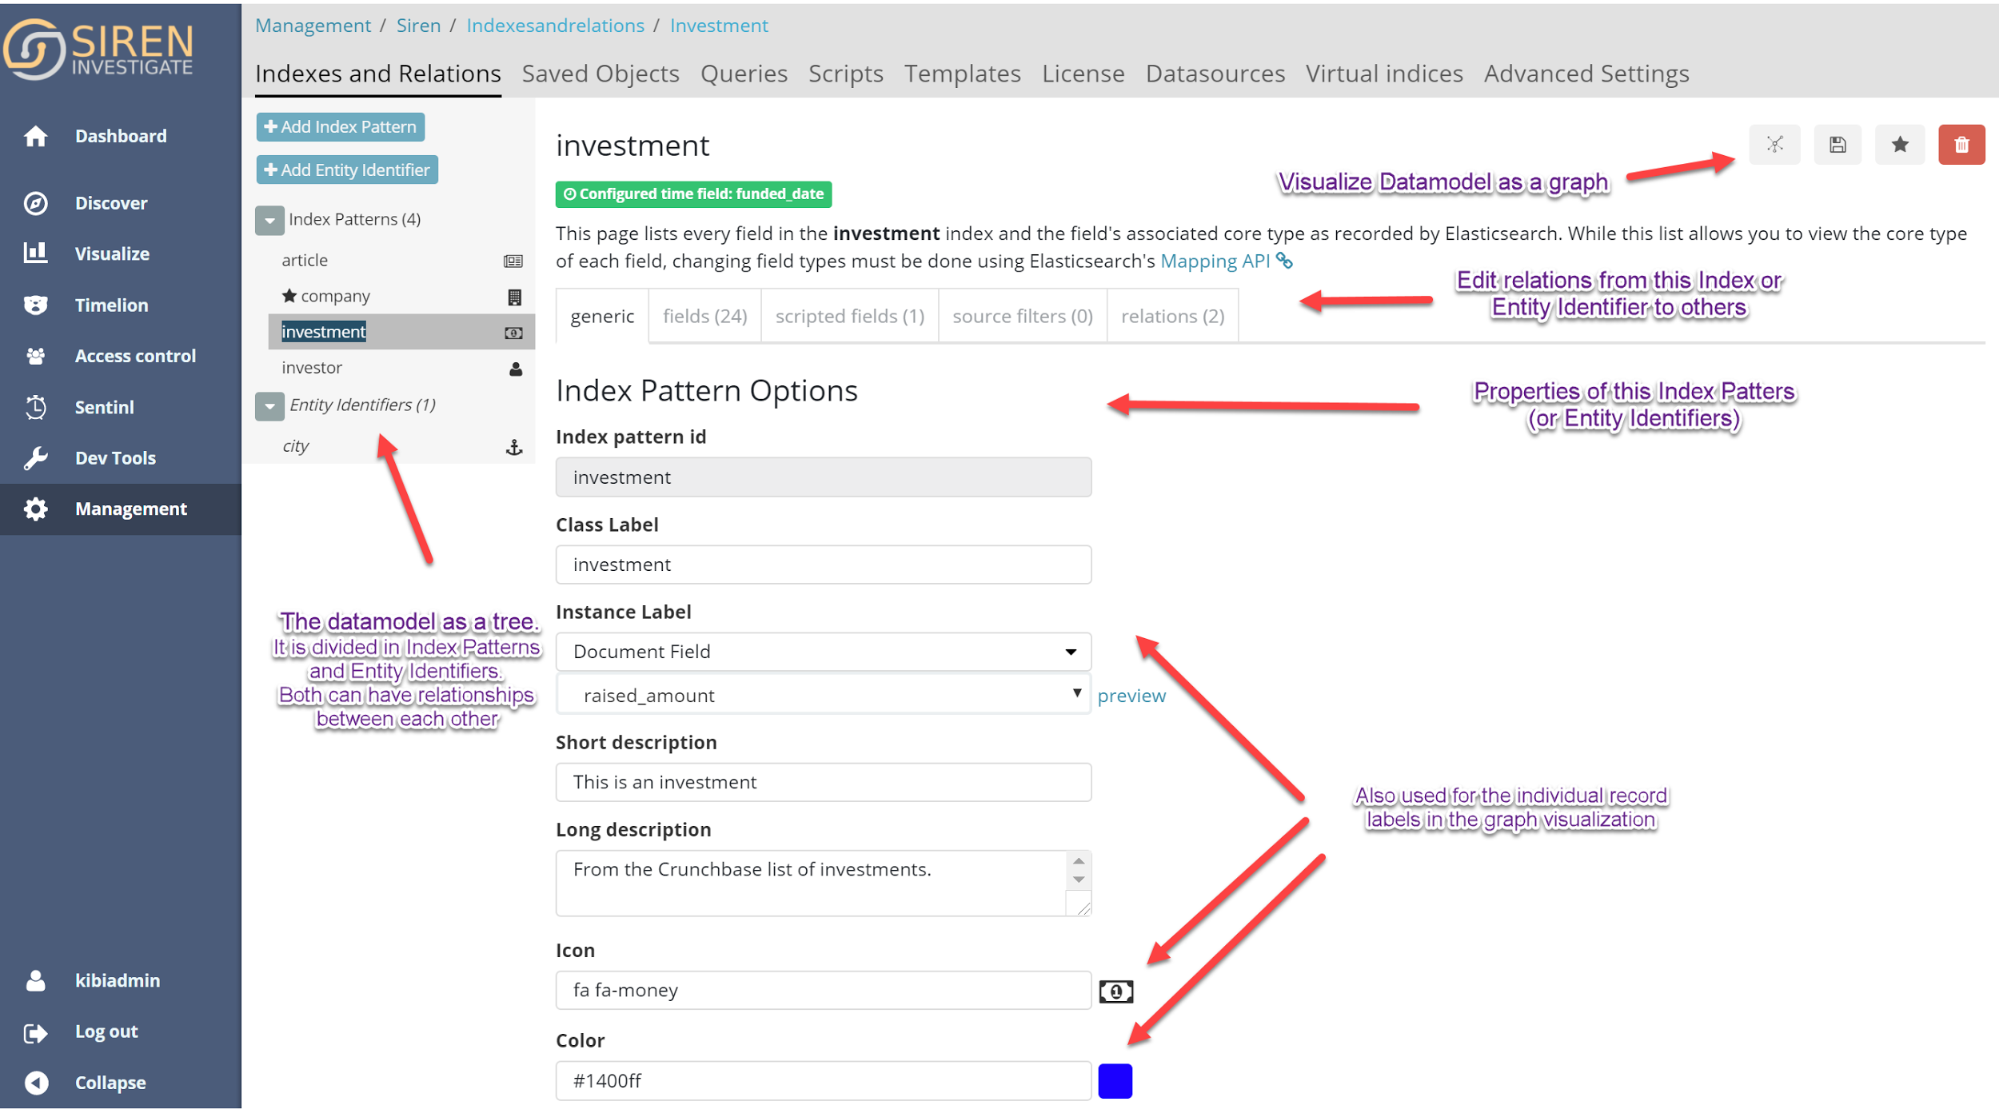 SIREN
INVESTIGATE
Dashboard
Discover
Visualize
Timelion
Access control
Sentinl
Dev Tools
Management
kibiadmin
Log out
Collapse
Management / Siren / Indexesandrelations / Investment
Indexes and Relations Saved Objects Queries Scripts Templates License Datasources Virtual indices Advanced Settings
Add Index Pattern
Add Entity Identifier
Index Patterns (4)
article
company
investment
investor
Entity Identifiers (1)
city
The datamodel as a tree.
It is divided in Index Patterns
and Entity Identifiers.
Both can have relationships
between each other
investment
Configured time field: funded_date
Visualize Datamodel as a graph
This page lists every field in the investment index and the field's associated core type as recorded by Elasticsearch. While this list allows you to view the core type
of each field, changing field types must be done using Elasticsearch's Mapping API
Edit relations from this Index or
Entity Identifier to others
generic fields (24) scripted fields (1) source filters (0) relations (2)
Index Pattern Options
Properties of this Index Patters
(or Entity Identifiers)
Index pattern id
investment
Class Label
investment
Instance Label
Document Field
raised_amount preview
Short description
This is an investment
Also used for the individual record
labels in the graph visualization
Long description
From the Crunchbase list of investments.
Icon
fa fa-money
Color
#1400ff